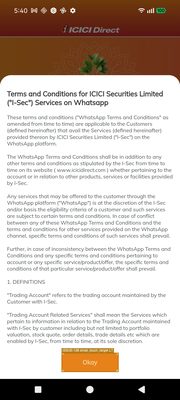 5:40
ICICI Direct
Terms and Conditions for ICICI Securities Limited
("I-Sec") Services on Whatsapp
These terms and conditions ("WhatsApp Terms and Conditions" as
amended from time to time) are applicable to the Customers
(defined hereinafter) that avail the Services (defined hereinafter)
provided thereon by ICICI Securities Limited ("I-Sec") on the
WhatsApp platform.
The WhatsApp Terms and Conditions shall be in addition to any
other terms and conditions as stipulated by the I-Sec from time to
time on its website ( www.icicidirect.com ) whether pertaining to the
account or in relation to other products, services or facilities provided
by I-Sec.
Any services that may be offered to the customer through the
WhatsApp platform ("WhatsApp") is at the discretion of the I-Sec
and/or basis the eligibility criteria of a customer and such services
are subject to certain terms and conditions. In case of conflict
between any of these WhatsApp Terms and Conditions and the
terms and conditions for other services provided on the WhatsApp
channel, specific terms and conditions of such services shall prevail.
Further, in case of inconsistency between the WhatsApp Terms and
Conditions and any specific terms and conditions pertaining to
account or any specific service/product/offer, the specific terms and
conditions of that particular service/product/offer shall prevail.
1. DEFINITIONS
"Trading Account" refers to the trading account maintained by the
Customer with I-Sec.
"Trading Account Related Services" shall mean the Services which
pertain to information in relation to the Trading Account maintained
with I-Sec by customer including but not limited to portfolio
valuation, stock quote, order details, trade details etc which are
enabled by I-Sec, from time to time, at its sole discretion.
Okay